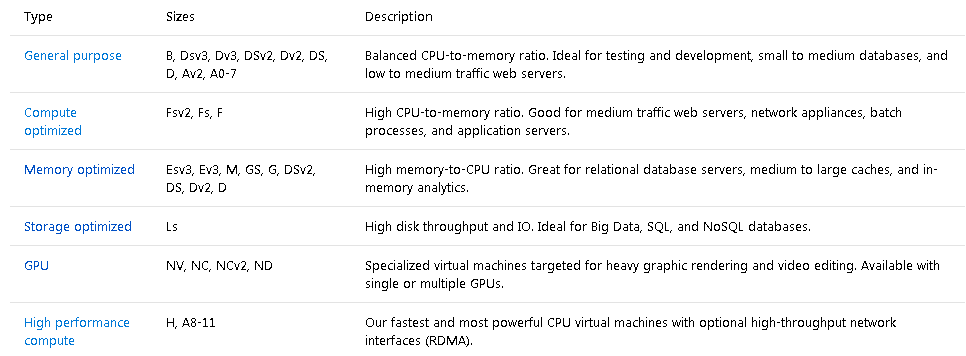 Type Sizes Description
General purpose B, Dsv3, Dv3, DSv2, Dv2, DS, Balanced CPU-to-memory ratio. Ideal for testing and development, small to medium databases, and
D, Av2, A0-7 low to medium traffic web servers.
Compute Fsv2, Fs, F High CPU-to-memory ratio. Good for medium traffic web servers, network appliances, batch
optimized processes, and application servers.
Memory optimized Esv3, Ev3, M, GS, G, DSv2, High memory-to-CPU ratio. Great for relational database servers, medium to large caches, and in-
DS, Dv2, D memory analytics.
Storage optimized Ls High disk throughput and IO. Ideal for Big Data, SQL, and NoSQL databases.
GPU NV, NC, NCv2, ND Specialized virtual machines targeted for heavy graphic rendering and video editing. Available with
single or multiple GPUs.
High performance H, A8-11 Our fastest and most powerful CPU virtual machines with optional high-throughput network
compute interfaces (RDMA).